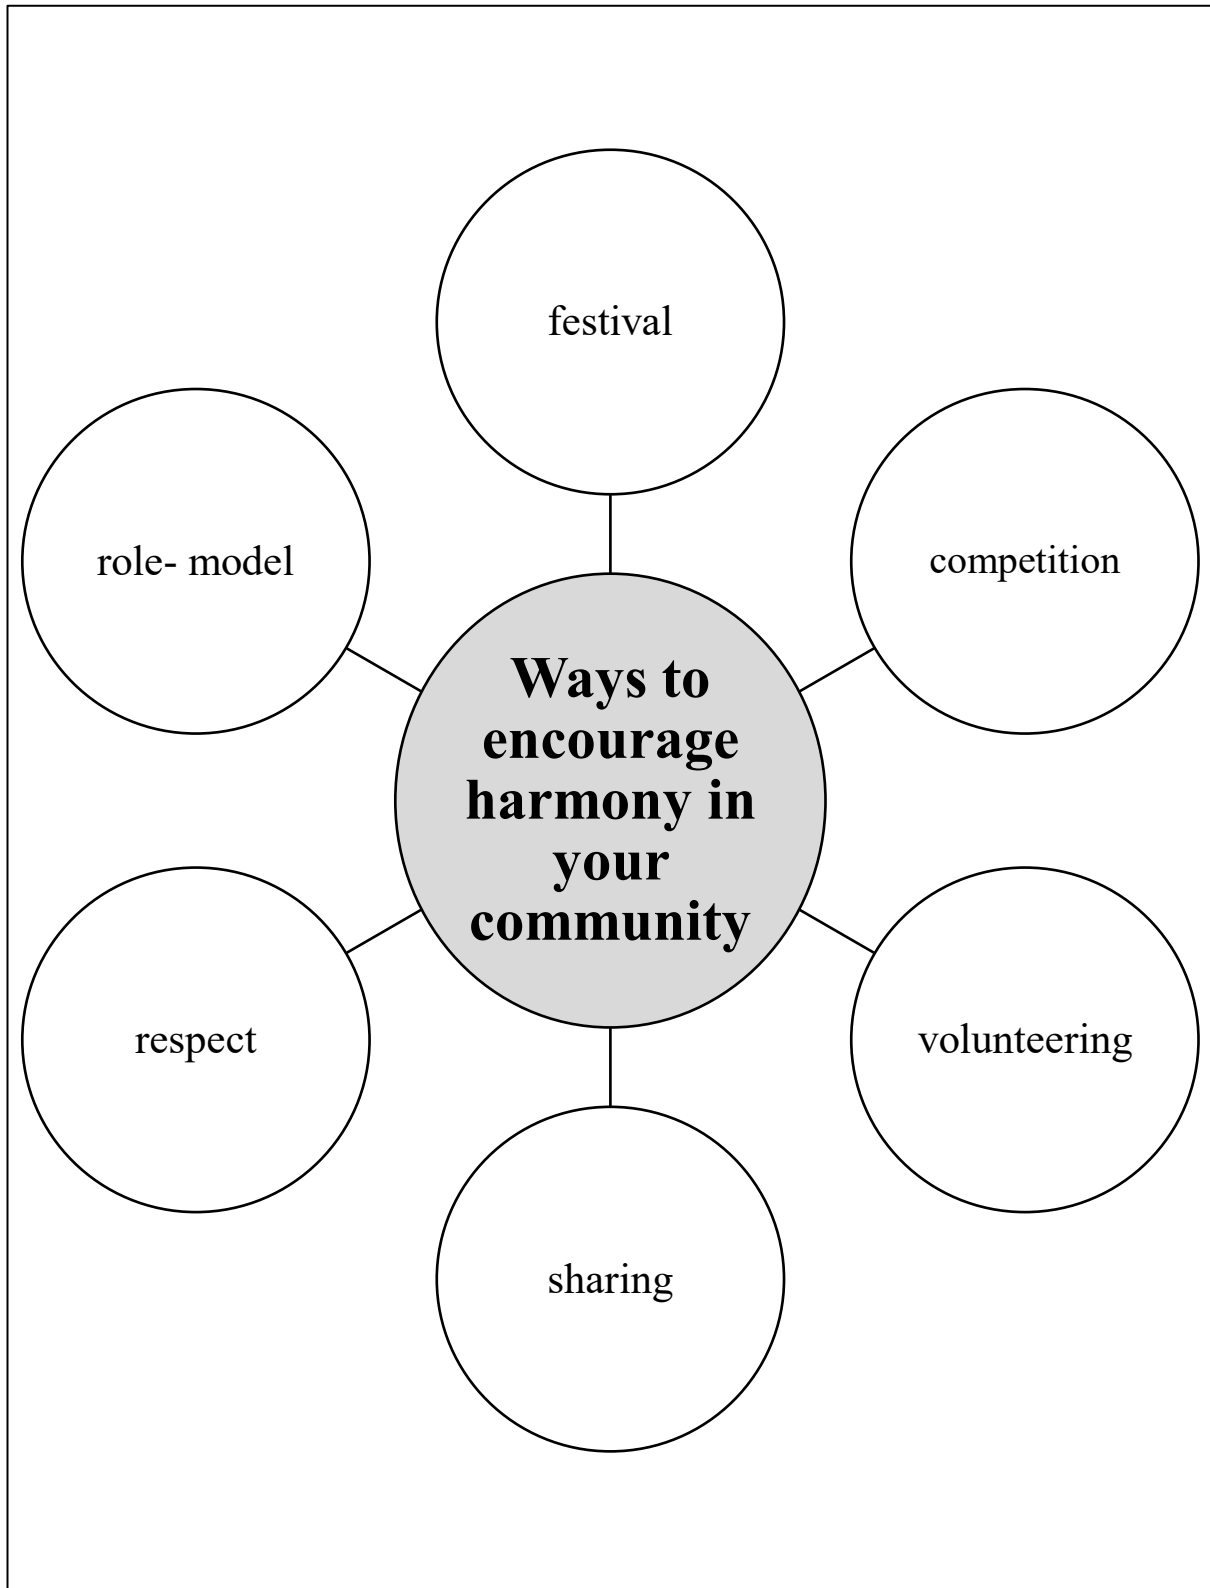 festival
role- model
competition
Ways to
encourage
harmony in
your
community
respect
volunteering
sharing